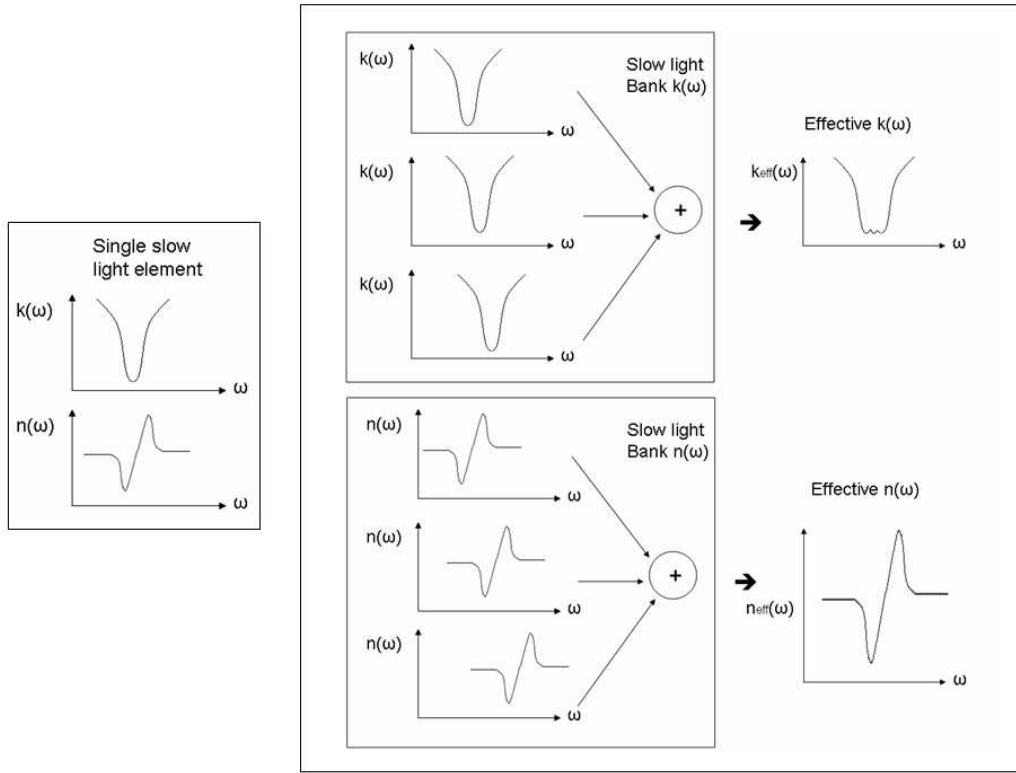 Single slow
light element
k(ω)
ω
n(ω)
ω
k(ω)
ω
k(ω)
ω
k(ω)
ω
Slow light
Bank k(ω)
+
Effective k(ω)
keff(ω)
ω
n(ω)
ω
n(ω)
ω
n(ω)
ω
Slow light
Bank n(ω)
+
Effective n(ω)
neff(ω)
ω